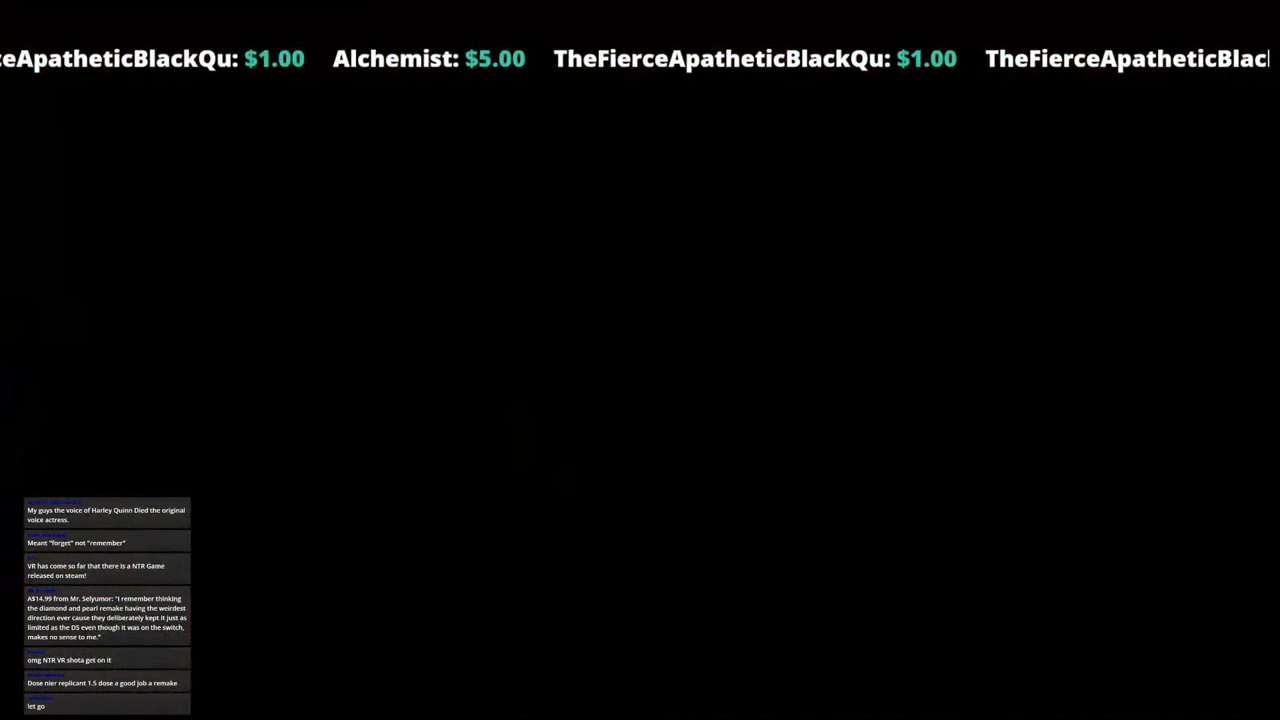 ceApatheticBlackQu: $1.00 Alchemist: $5.00 TheFierceApatheticBlackQu: $1.00 TheFierceApatheticBlac
My guys the voice of Harley Quinn Died the original
voice actress.
Meant "forget" not "remember"
VR has come so far that there is a NTR Game
released on steam!
A$14.99 from Mr. Selyumor: "I remember thinking
the diamond and pearl remake having the weirdest
direction ever cause they deliberately kept it just as
limited as the DS even though it was on the switch,
makes no sense to me."
omg NTR VR shota get on it
Dose nier replicant 1.5 dose a good job a remake
let go